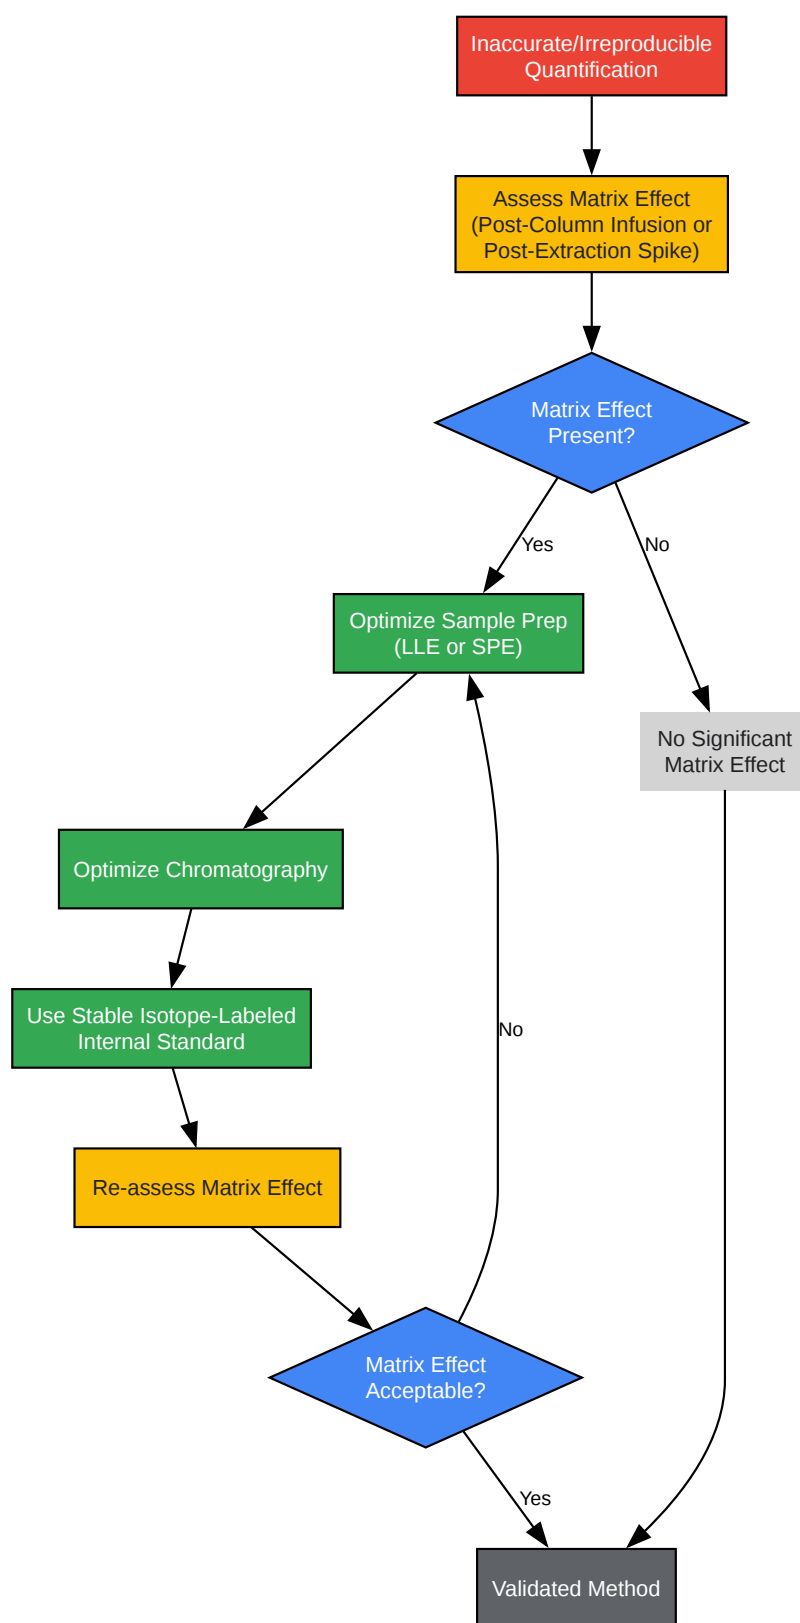 Inaccurate/Irreproducible
Quantification
Assess Matrix Effect
(Post-Column Infusion or
Post-Extraction Spike)
Matrix Effect
Present?
Yes
No
Optimize Sample Prep
(LLE or SPE)
No Significant
Matrix Effect
Optimize Chromatography
Use Stable Isotope-Labeled
Internal Standard
No
Re-assess Matrix Effect
Matrix Effect
Acceptable?
Yes
Validated Method